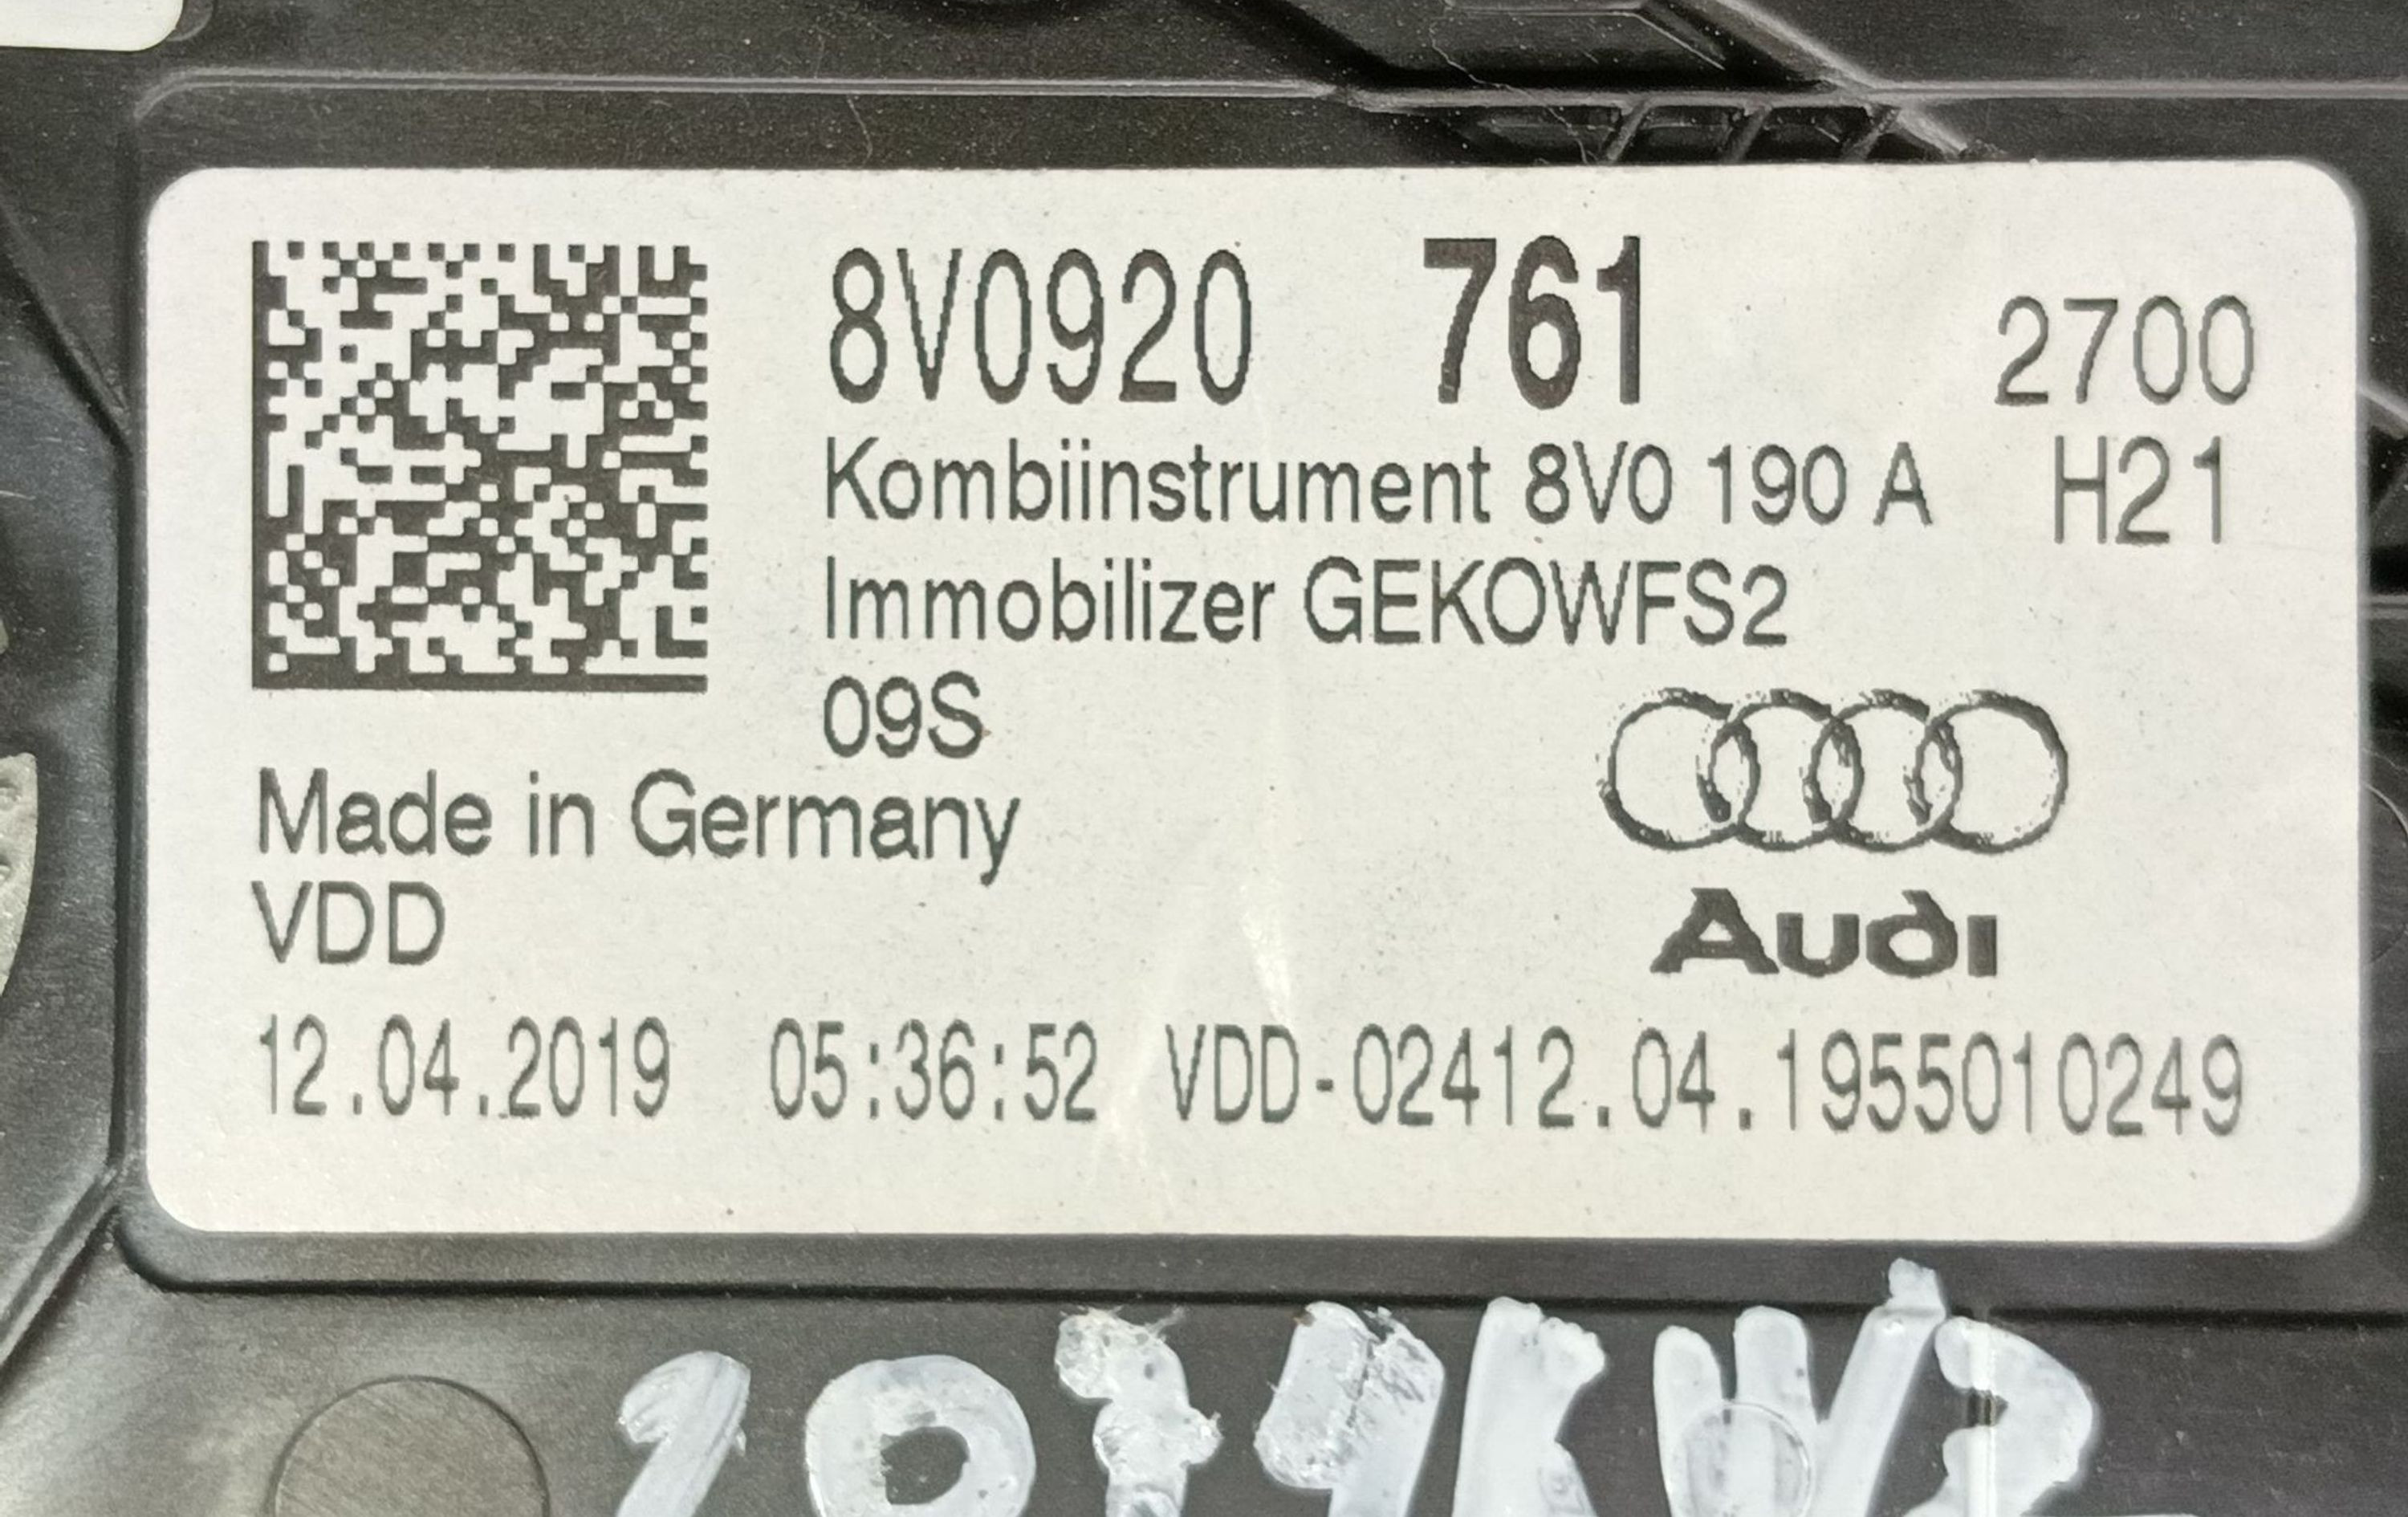 8V0920 761 2700
Kombiinstrument 8V0 190 A H21
Immobilizer GEKOWFS2
09S
Made in Germany
VDD
Audi
12.04.2019 05:36:52 VDD-02412.04.1955010249